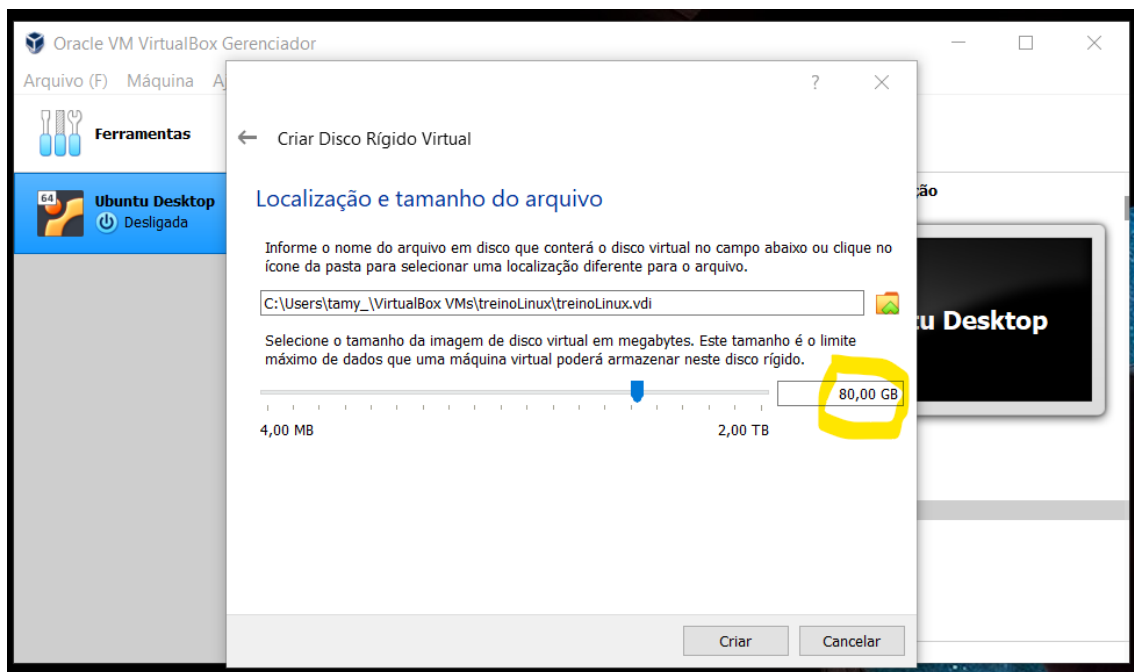 Oracle VM VirtualBox Gerenciador
Arquivo (F) Máquina Aj
?
Ferramentas
Criar Disco Rígido Virtual
64
Ubuntu Desktop
Desligada
ão
Localização e tamanho do arquivo
Informe o nome do arquivo em disco que conterá o disco virtual no campo abaixo ou clique no
ícone da pasta para selecionar uma localização diferente para o arquivo.
C:\Users\tamy_\VirtualBox VMs\treinoLinux\treinoLinux.vdi
tu Desktop
Selecione o tamanho da imagem de disco virtual em megabytes. Este tamanho é o limite
máximo de dados que uma máquina virtual poderá armazenar neste disco rígido.
80,00 GB
4,00 MB 2,00 TB
Criar Cancelar